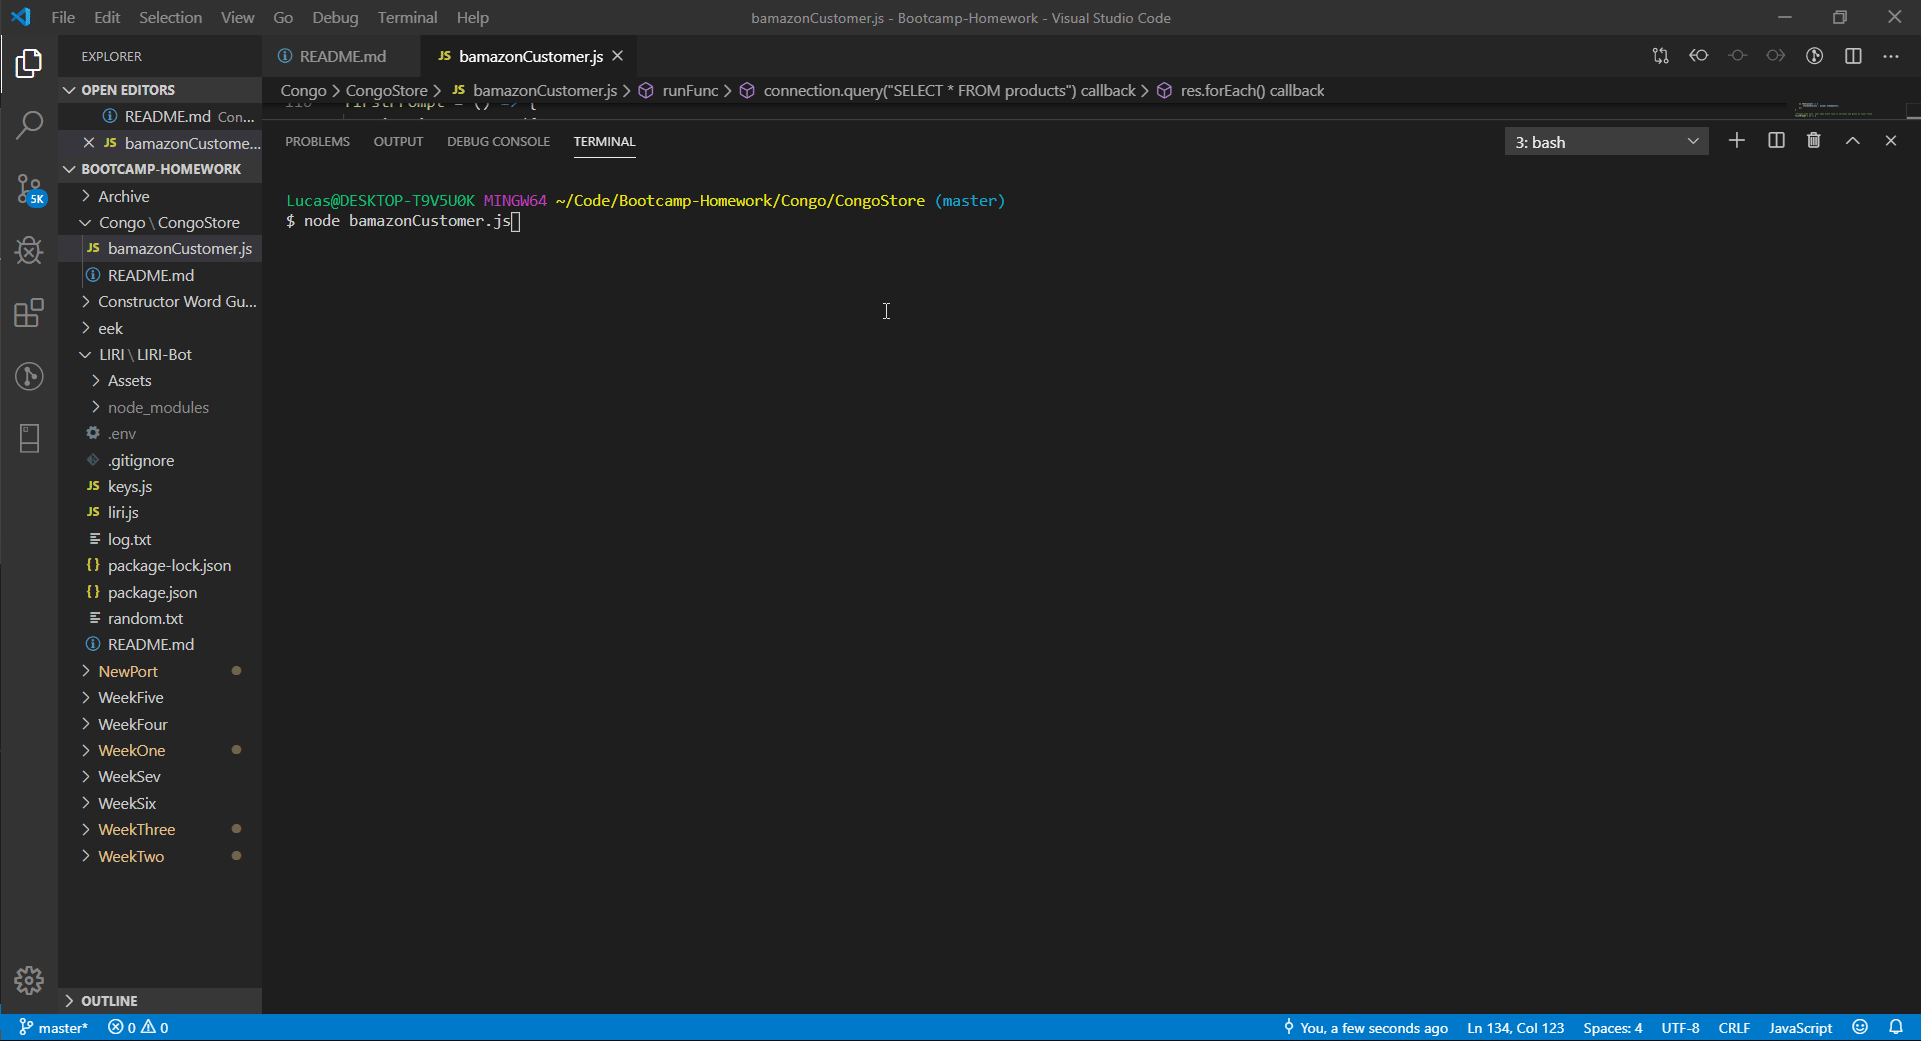 File Edit Selection View Go Debug Terminal Help
bamazonCustomer.js - Bootcamp-Homework - Visual Studio Code
EXPLORER
README.md
JS bamazonCustomer.js
OPEN EDITORS
README.md Con...
JS bamazonCustome...
BOOTCAMP-HOMEWORK
Archive
Congo \ CongoStore
JS bamazonCustomer.js
README.md
Constructor Word Gu...
eek
LIRI \ LIRI-Bot
Assets
node_modules
.env
.gitignore
JS keys.js
JS liri.js
log.txt
{} package-lock.json
{} package.json
random.txt
README.md
NewPort
WeekFive
WeekFour
WeekOne
WeekSev
WeekSix
WeekThree
WeekTwo
OUTLINE
5K
Congo > CongoStore > JS bamazonCustomer.js > runFunc > connection.query("SELECT * FROM products") callback > res.forEach() callback
firstPrompt = () => {
PROBLEMS OUTPUT DEBUG CONSOLE TERMINAL
3: bash
Lucas@DESKTOP-T9V5U0K MINGW64 ~/Code/Bootcamp-Homework/Congo/CongoStore (master)
$ node bamazonCustomer.js
master* 0 0
You, a few seconds ago Ln 134, Col 123 Spaces: 4 UTF-8 CRLF JavaScript